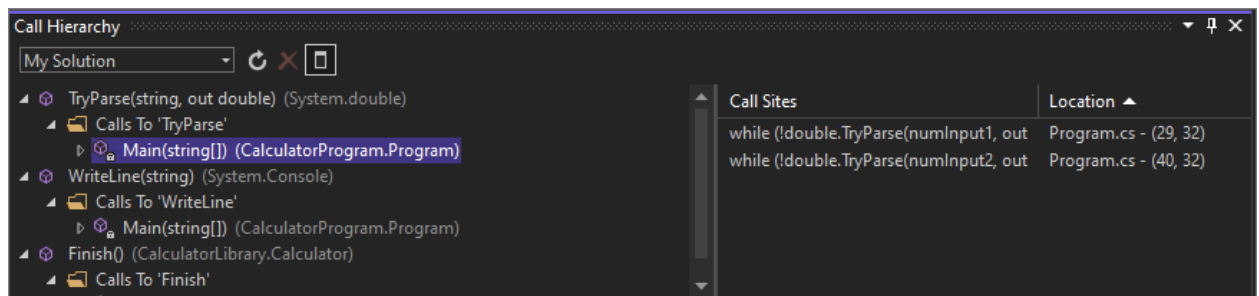 Call Hierarchy
My Solution
TryParse(string, out double) (System.double)
Calls To 'TryParse'
Main(string[]) (CalculatorProgram.Program)
WriteLine(string) (System.Console)
Calls To 'WriteLine'
Main(string[]) (CalculatorProgram.Program)
Finish() (CalculatorLibrary.Calculator)
Calls To 'Finish'
Call Sites Location
while (!double.TryParse(numInput1, out Program.cs - (29, 32)
while (!double.TryParse(numInput2, out Program.cs - (40, 32)